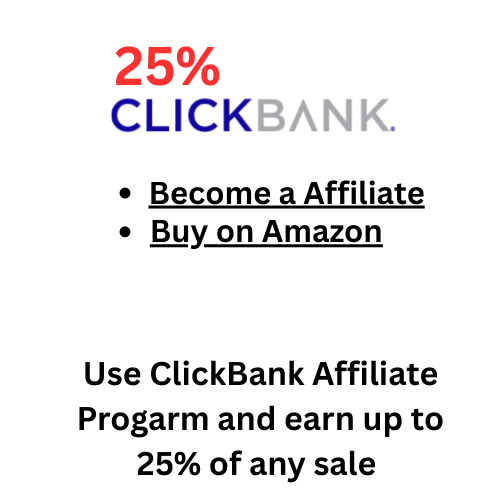 25%
CLICKBANK.
• Become a Affiliate
• Buy on Amazon
Use ClickBank Affiliate
Progarm and earn up to
25% of any sale